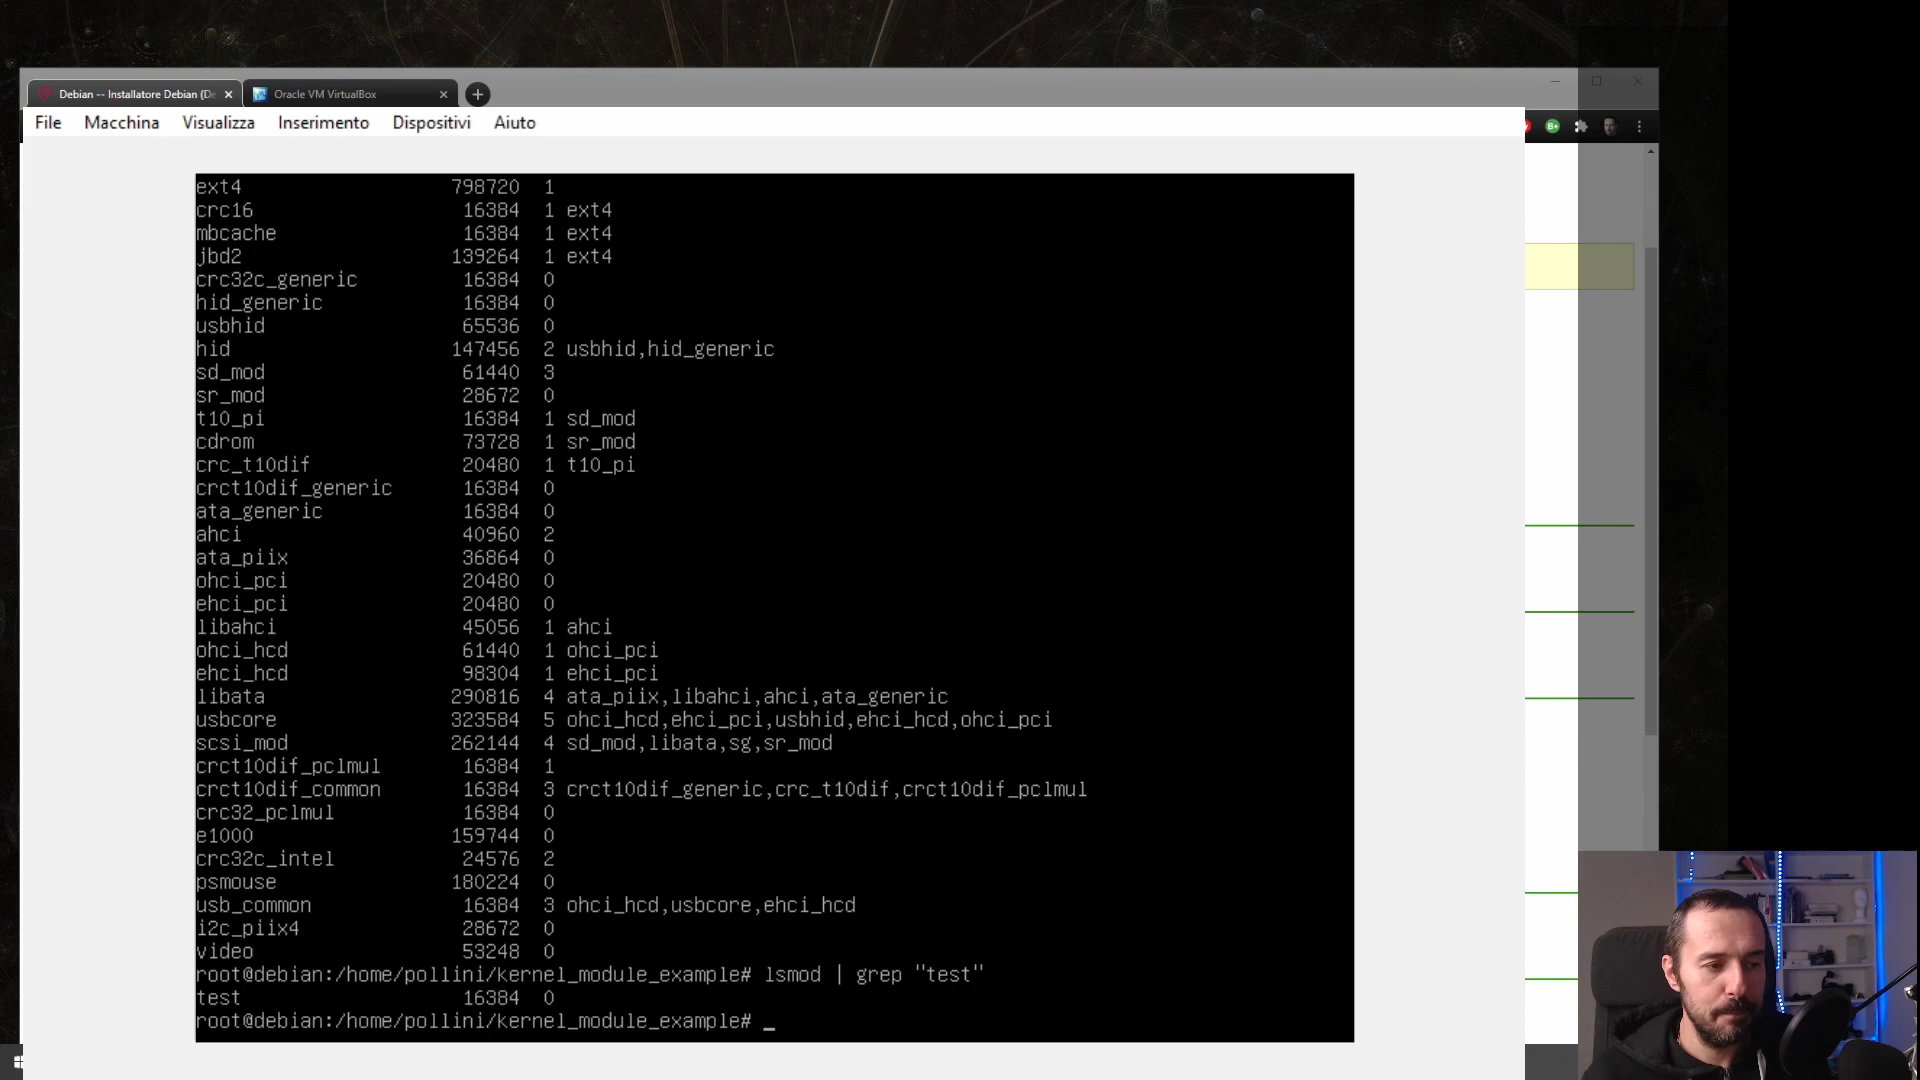 Debian -- Installatore Debian (De
Oracle VM VirtualBox
File Macchina Visualizza Inserimento Dispositivi Aiuto
ext4 798720 1
crc16 16384 1 ext4
mbcache 16384 1 ext4
jbd2 139264 1 ext4
crc32c_generic 16384 0
hid_generic 16384 0
usbhid 65536 0
hid 147456 2 usbhid,hid_generic
sd_mod 61440 3
sr_mod 28672 0
t10_pi 16384 1 sd_mod
cdrom 73728 1 sr_mod
crc_t10dif 20480 1 t10_pi
crct10dif_generic 16384 0
ata_generic 16384 0
ahci 40960 2
ata_piix 36864 0
ohci_pci 20480 0
ehci_pci 20480 0
libahci 45056 1 ahci
ohci_hcd 61440 1 ohci_pci
ehci_hcd 98304 1 ehci_pci
libata 290816 4 ata_piix,libahci,ahci,ata_generic
usbcore 323584 5 ohci_hcd,ehci_pci,usbhid,ehci_hcd,ohci_pci
scsi_mod 262144 4 sd_mod,libata,sg,sr_mod
crct10dif_pclmul 16384 1
crct10dif_common 16384 3 crct10dif_generic,crc_t10dif,crct10dif_pclmul
crc32_pclmul 16384 0
e1000 159744 0
crc32c_intel 24576 2
psmouse 180224 0
usb_common 16384 3 ohci_hcd,usbcore,ehci_hcd
i2c_piix4 28672 0
video 53248 0
root@debian:/home/pollini/kernel_module_example# lsmod | grep "test"
test 16384 0
root@debian:/home/pollini/kernel_module_example# _